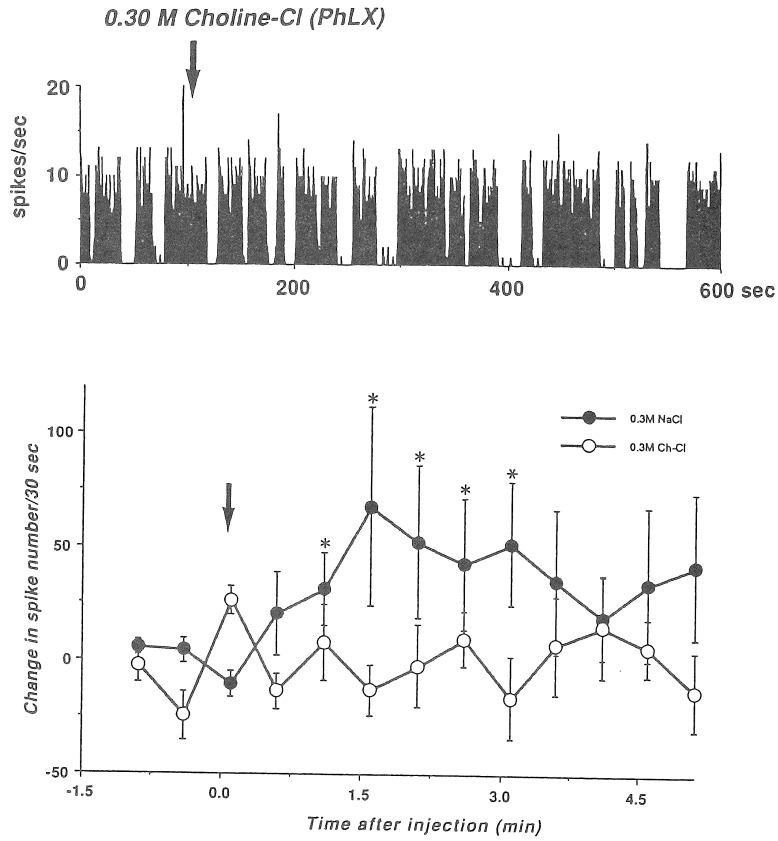 0.30 M Choline-Cl (PhLX)
20
10
0
spikes/sec
0 200 400 600 sec
100
50
0
-50
Change in spike number/30 sec
* * * * *
0.3M NaCl
0.3M Ch-Cl
-1.5 0.0 1.5 3.0 4.5
Time after injection (min)